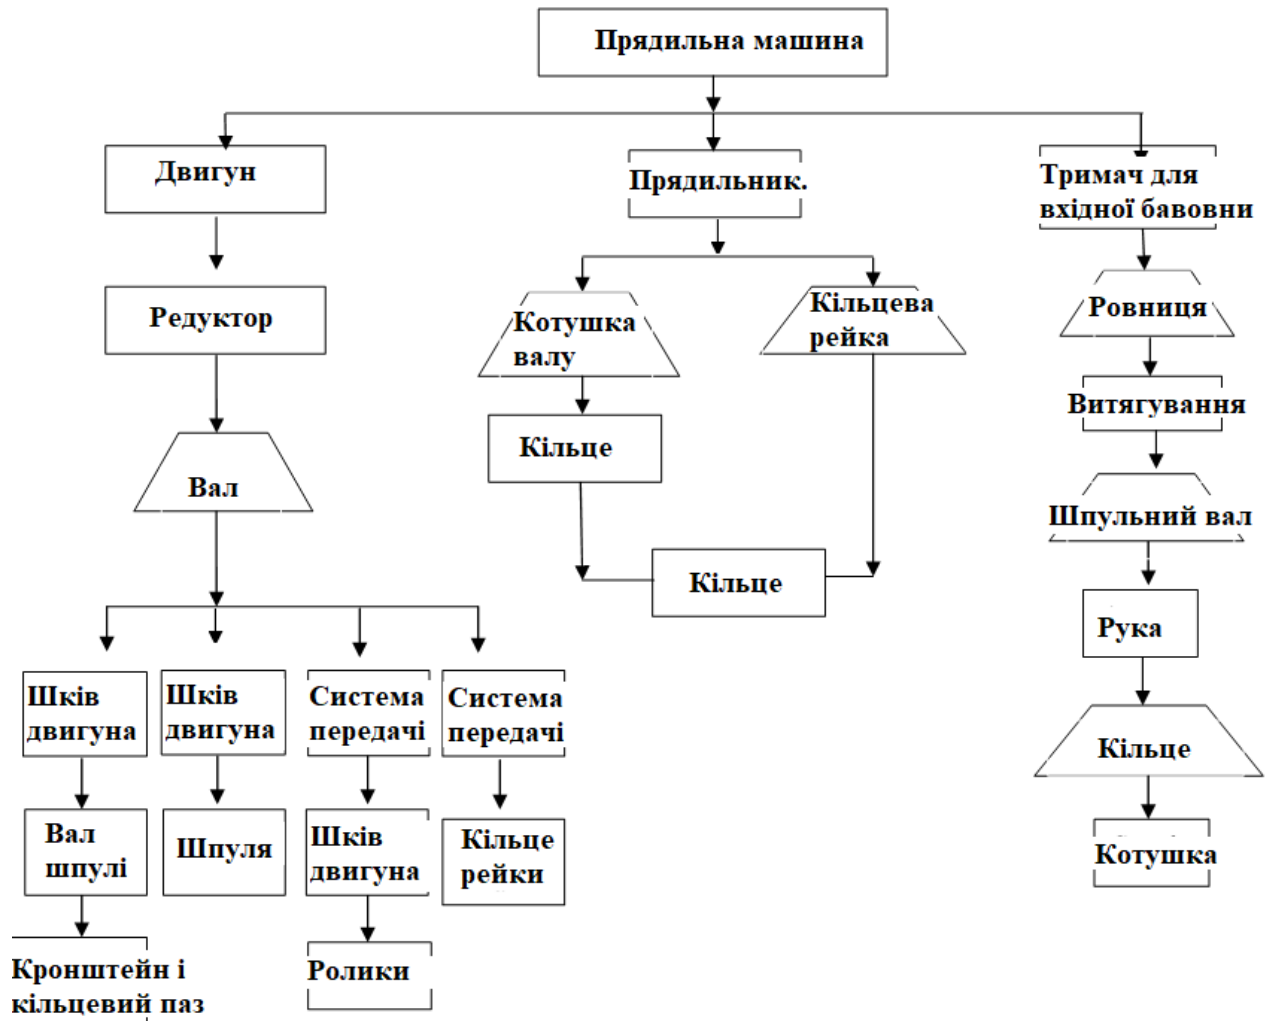 Прядильна машина
Двигун
Прядильник.
Тримач для
вхідної бавовни
Редуктор
Котушка
валу
Кільцева
рейка
Ровниця
Витягування
Вал
Кільце
Шпульний вал
Кільце
Рука
Шків
двигуна
Шків
двигуна
Система
передачі
Система
передачі
Кільце
Вал
шпулі
Шпуля
Шків
двигуна
Кільце
рейки
Котушка
Кронштейн і
кільцевий паз
Ролики